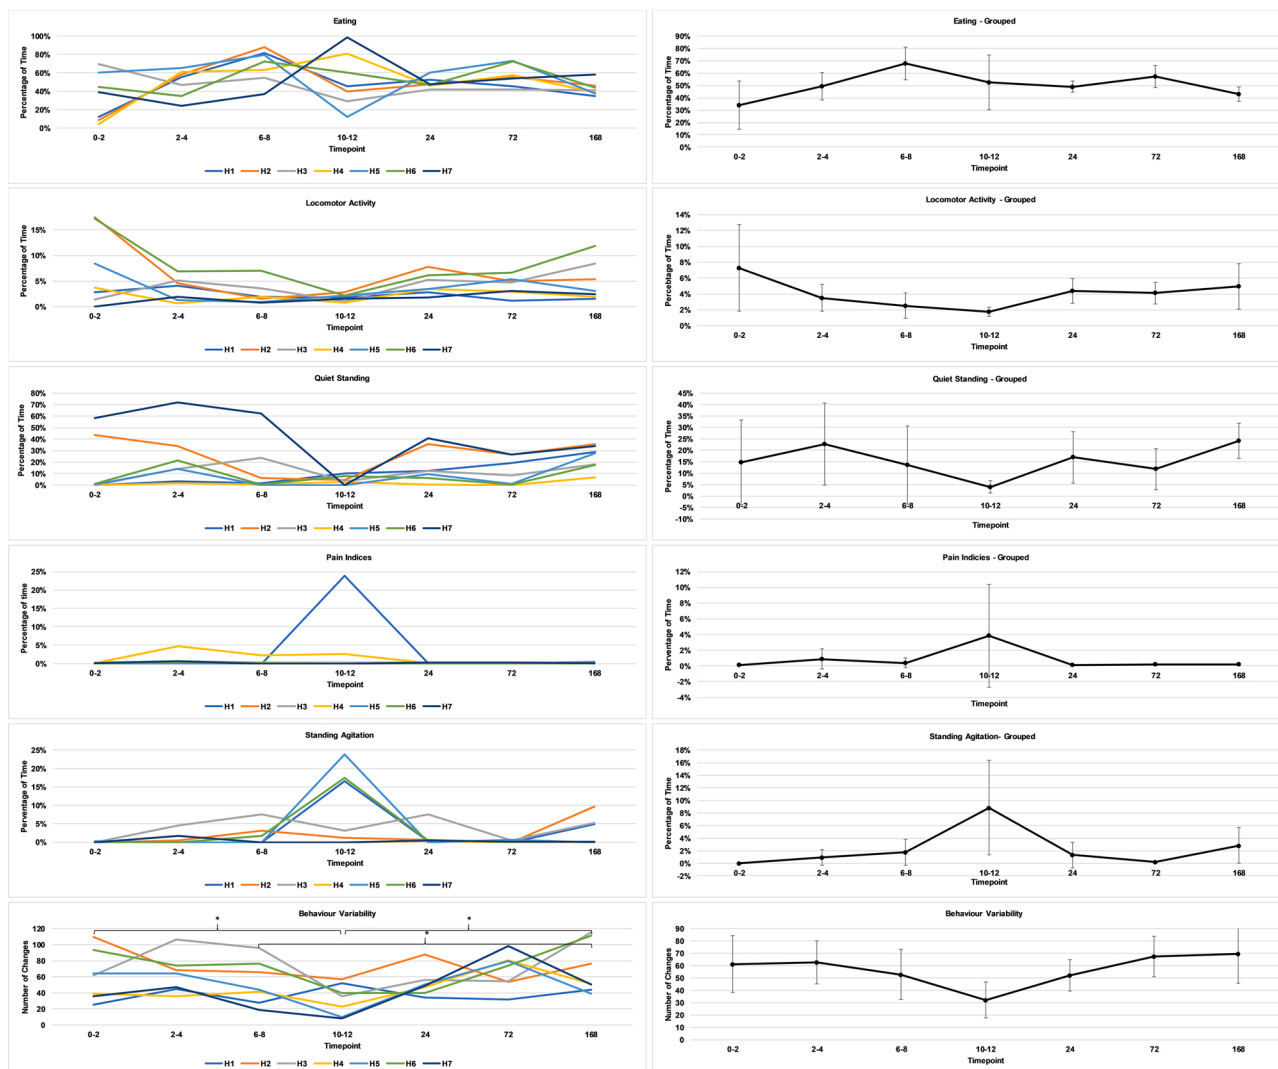 Eating
Percentage of Time
100%
80%
60%
40%
20%
0%
0-2 2-4 6-8 10-12 24 72 168
Timepoint
H1 H2 H3 H4 H5 H6 H7
Eating - Grouped
Percentage of Time
90%
80%
70%
60%
50%
40%
30%
20%
10%
0%
0-2 2-4 6-8 10-12 24 72 168
Timepoint
Locomotor Activity
Percentage of Time
15%
10%
5%
0%
0-2 2-4 6-8 10-12 24 72 168
Timepoint
H1 H2 H3 H4 H5 H6 H7
Locomotor Activity - Grouped
Percebtage of Time
14%
12%
10%
8%
6%
4%
2%
0%
0-2 2-4 6-8 10-12 24 72 168
Timepoint
Quiet Standing
Percentage of Time
80%
70%
60%
50%
40%
30%
20%
10%
0%
0-2 2-4 6-8 10-12 24 72 168
Timepoint
H1 H2 H3 H4 H5 H6 H7
Quiet Standing - Grouped
Percentage of Time
45%
40%
35%
30%
25%
20%
15%
10%
5%
0%
-5%
-10%
0-2 2-4 6-8 10-12 24 72 168
Timepoint
Pain Indices
Percentage of time
25%
20%
15%
10%
5%
0%
0-2 2-4 6-8 10-12 24 72 168
Timepoint
H1 H2 H3 H4 H5 H6 H7
Pain Indicies - Grouped
Perventage of Time
12%
10%
8%
6%
4%
2%
0%
-2%
-4%
0-2 2-4 6-8 10-12 24 72 168
Timepoint
Standing Agitation
Perventage of Time
25%
20%
15%
10%
5%
0%
0-2 2-4 6-8 10-12 24 72 168
Timepoint
H1 H2 H3 H4 H5 H6 H7
Standing Agitation- Grouped
Percentage of Time
18%
16%
14%
12%
10%
8%
6%
4%
2%
0%
-2%
0-2 2-4 6-8 10-12 24 72 168
Timepoint
Behaviour Variability
Number of Changes
120
100
80
60
40
20
0
* * *
0-2 2-4 6-8 10-12 24 72 168
Timepoint
H1 H2 H3 H4 H5 H6 H7
Behaviour Variability
Number of Changes
90
80
70
60
50
40
30
20
10
0
0-2 2-4 6-8 10-12 24 72 168
Timepoint